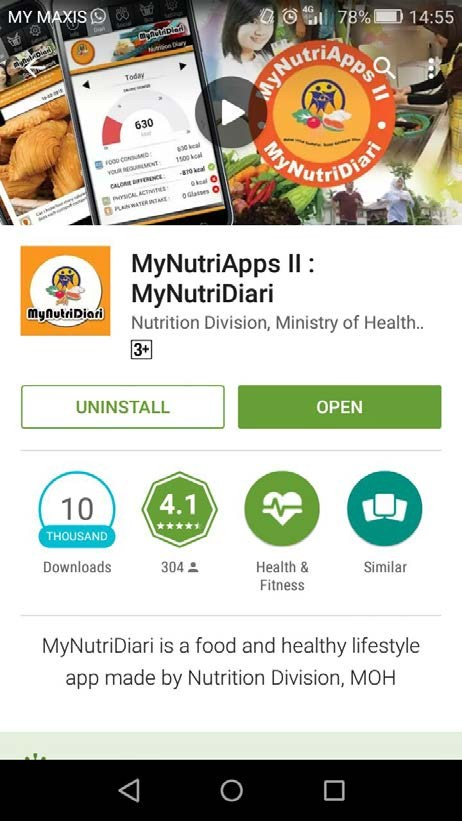 MY MAXIS
4G
78%
14:55
MyNutriDiari
Nutrition Diary
Today
630
kcal
FOOD CONSUMED : 630 kcal
YOUR REQUIREMENT : 1500 kcal
CALORIE DIFFERENCE : -870 kcal
PHYSICAL ACTIVITIES : 0 kcal
PLAIN WATER INTAKE : 0 Glasses
MyNutriApps II
MyNutriDiari
MyNutriDiari
MyNutriApps II :
MyNutriDiari
Nutrition Division, Ministry of Health..
3+
UNINSTALL
OPEN
10
THOUSAND
Downloads
4.1
304
Health &
Fitness
Similar
MyNutriDiari is a food and healthy lifestyle
app made by Nutrition Division, MOH